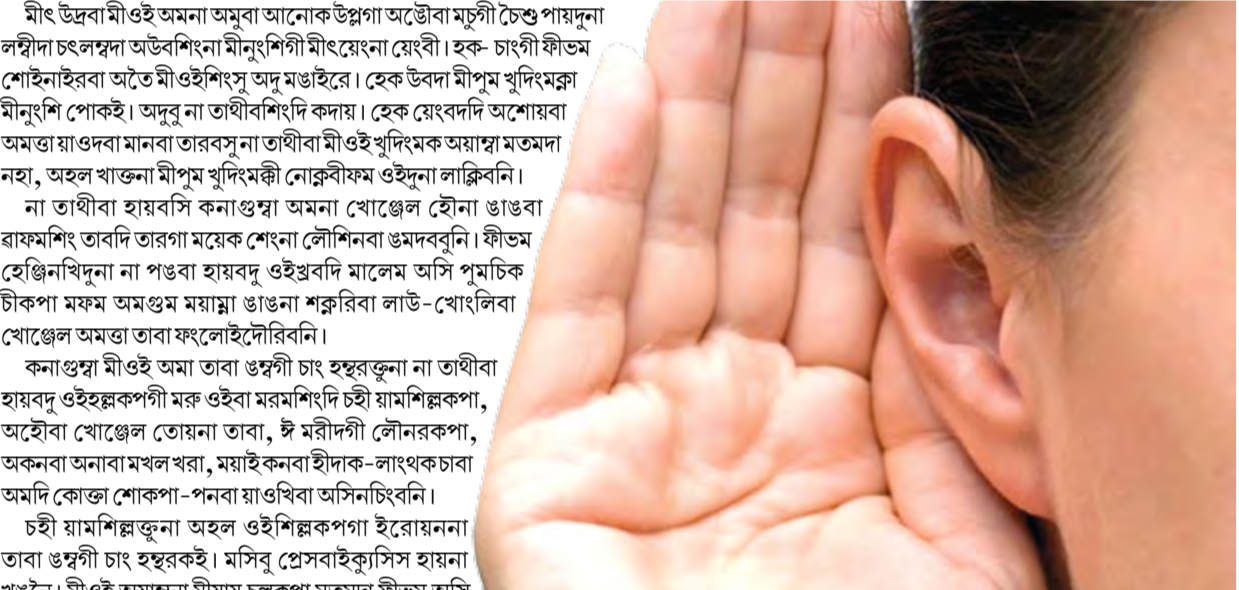 মীৎ উদ্রবা মীওই অমনা অমুবা আনোক উপ্লগা অঙৌবা মচুগী চৈশু পায়দুনা
লম্বীদা চৎলম্বদা অউবশিংনা মীনুংশিগী মীৎয়েংনা য়েংবী। হক- চাংগী ফীভম
শোইনাইরবা অতৈ মীওইশিংসু অদু মঙাইরে। হেক উবদা মীপুম খুদিংমক্না
মীনুংশি পোকই। অদুবু না তাথীবশিংদি কদায়। হেক য়েংবদদি অশোয়বা
অমত্তা য়াওদবা মানবা তারবসু না তাথীবা মীওই খুদিংমক অয়াম্বা মতমদা
নহা, অহল খাক্তনা মীপুম খুদিংমক্কী নোক্নবীফম ওইদুনা লাক্লিবনি।
না তাথীবা হায়বসি কনাগুম্বা অমনা খোঞ্জেল হৌনা ঙাঙবা
ৱাফমশিং তাবদি তারগা ময়েক শেংনা লৌশিনবা ঙমদববুনি। ফীভম
হেঞ্জিনখিদুনা না পঙবা হায়বদু ওইখ্রবদি মালেম অসি পুমচিক
চীকপা মফম অমগুম ময়াম্না ঙাঙনা শক্নরিবা লাউ-খোংলিবা
খোঞ্জেল অমত্তা তাবা ফংলোইদৌরিবনি।
কনাগুম্বা মীওই অমা তাবা ঙম্বগী চাং হন্থরক্তুনা না তাথীবা
হায়বদু ওইহল্লকপগী মরু ওইবা মরমশিংদি চহী য়ামশিল্লকপা,
অহৌবা খোঞ্জেল তোয়না তাবা, ঈ মরীদগী লৌনরকপা,
অকনবা অনাবা মখল খরা, ময়াই কনবা হীদাক-লাংথক চাবা
অমদি কোক্তা শোকপা-পনবা য়াওখিবা অসিনচিংবনি।
চহী য়ামশিল্লক্তুনা অহল ওইশিল্লকপগা ইরোয়ননা
তাবা ঙম্বগী চাং হন্থরকই। মসিবু প্রেসবাইক্যুসিস হায়না